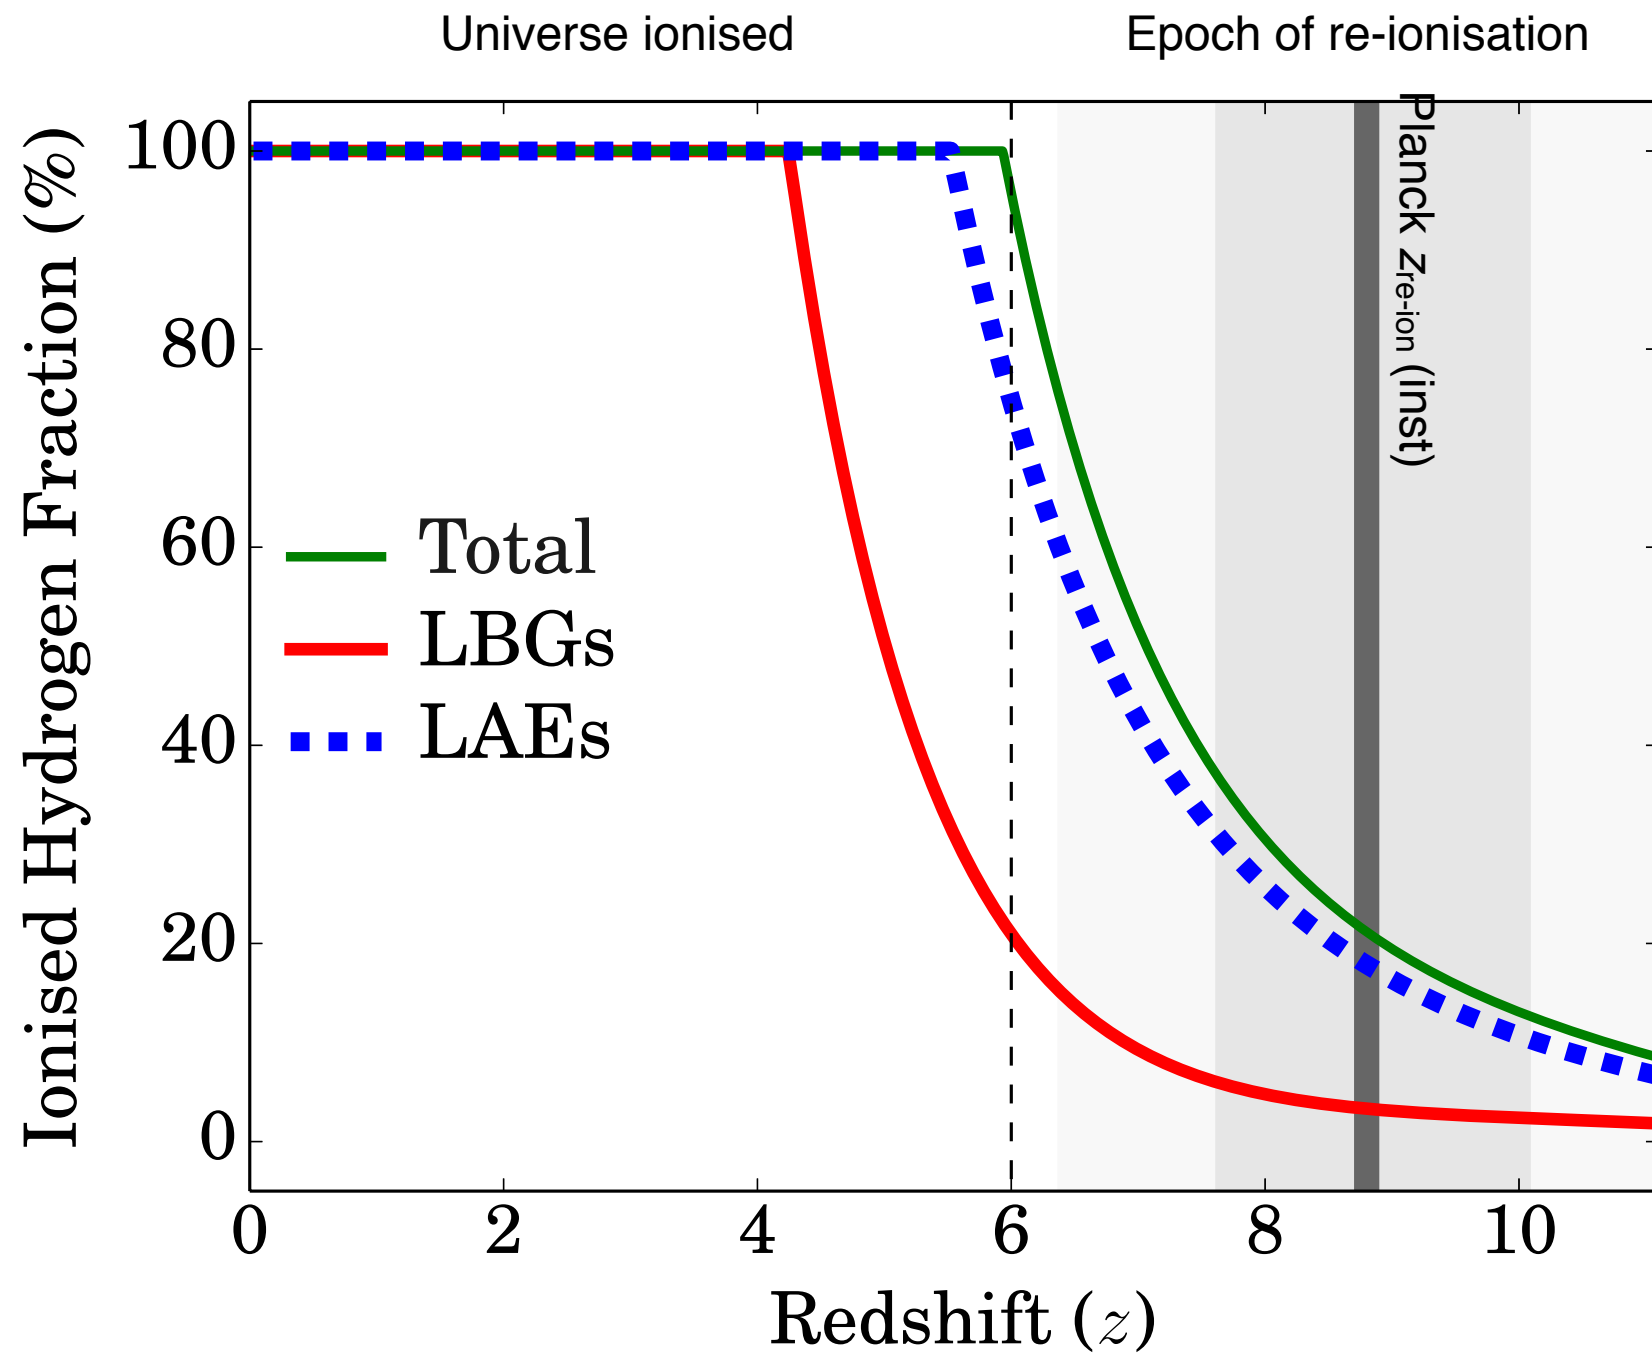 Universe ionised
Epoch of re-ionisation
Planck z re-ion (inst)
Ionised Hydrogen Fraction (%)
100
80
60
40
20
0
Total
LBGs
LAEs
0 2 4 6 8 10
Redshift (z)